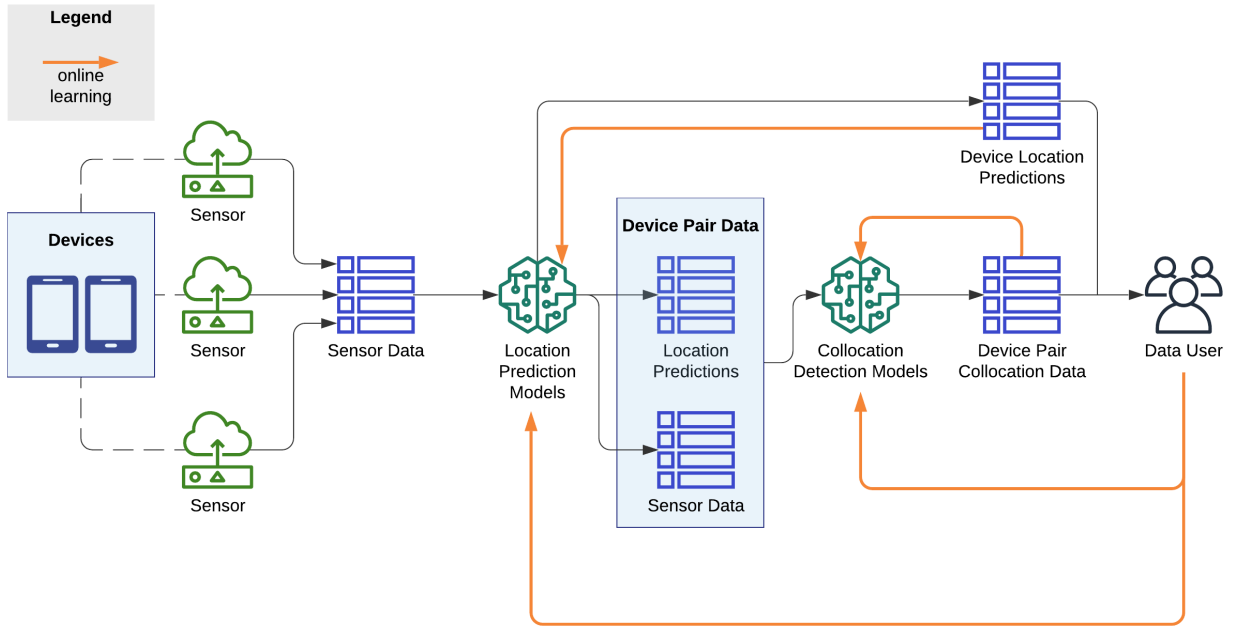 Legend
online
learning
Sensor
Devices
Sensor
Sensor
Sensor Data
Location
Prediction
Models
Device Pair Data
Location
Predictions
Sensor Data
Collocation
Detection Models
Device Location
Predictions
Device Pair
Collocation Data
Data User